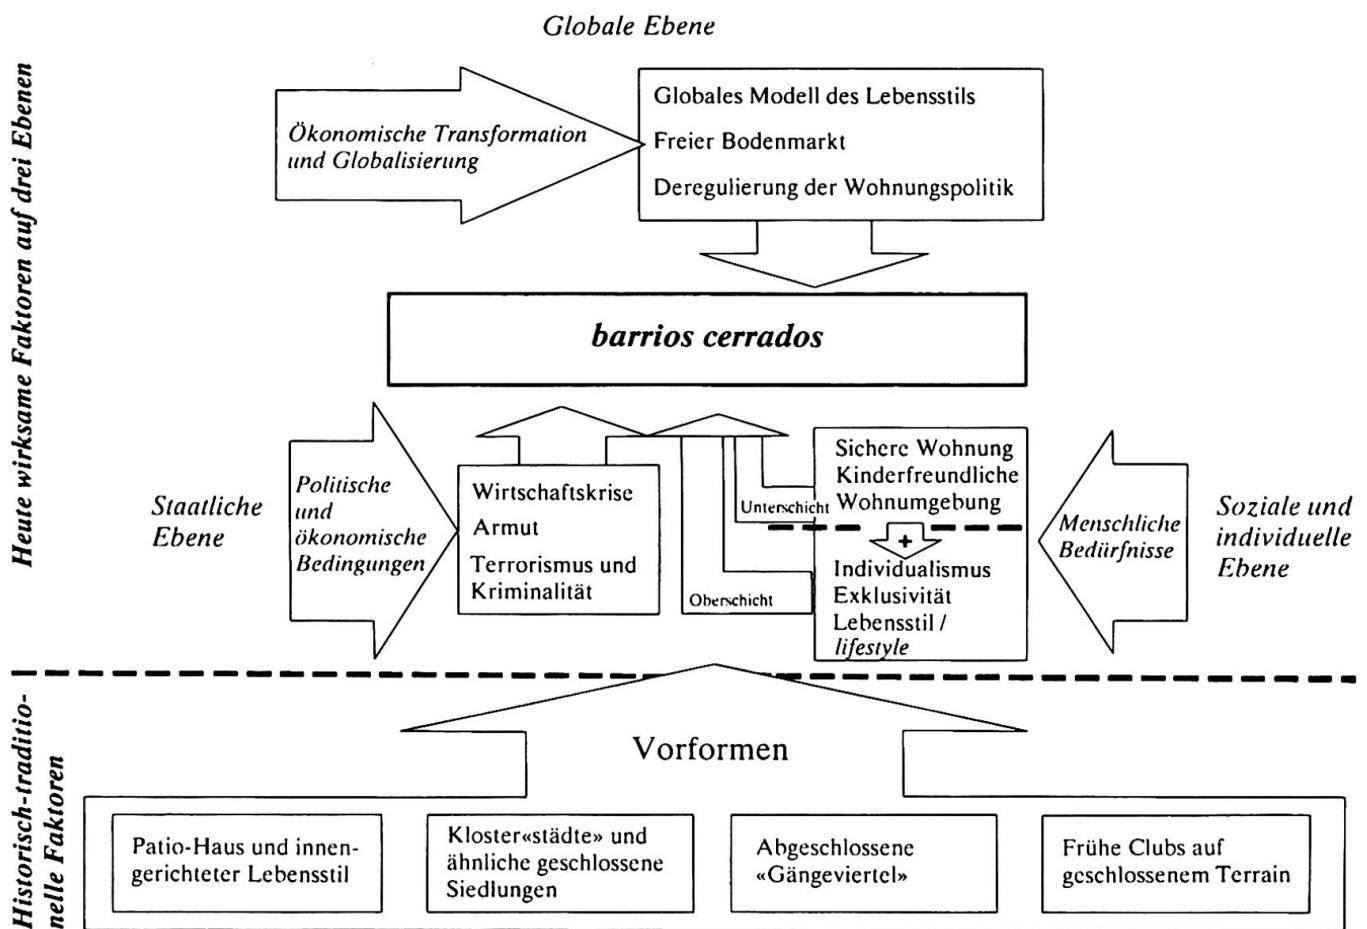 Globale Ebene
Heute wirksame Faktoren auf drei Ebenen
Ökonomische Transformation
und Globalisierung
Globales Modell des Lebensstils
Freier Bodenmarkt
Deregulierung der Wohnungspolitik
barrios cerrados
Staatliche
Ebene
Politische
und
ökonomische
Bedingungen
Wirtschaftskrise
Armut
Terrorismus und
Kriminalität
Unterschicht
Oberschicht
Sichere Wohnung
Kinderfreundliche
Wohnumgebung
+
Individualismus
Exklusivität
Lebensstil /
lifestyle
Menschliche
Bedürfnisse
Soziale und
individuelle
Ebene
Historisch-traditio-
nelle Faktoren
Vorformen
Patio-Haus und innen-
gerichteter Lebensstil
Kloster«städte» und
ähnliche geschlossene
Siedlungen
Abgeschlossene
«Gängeviertel»
Frühe Clubs auf
geschlossenem Terrain